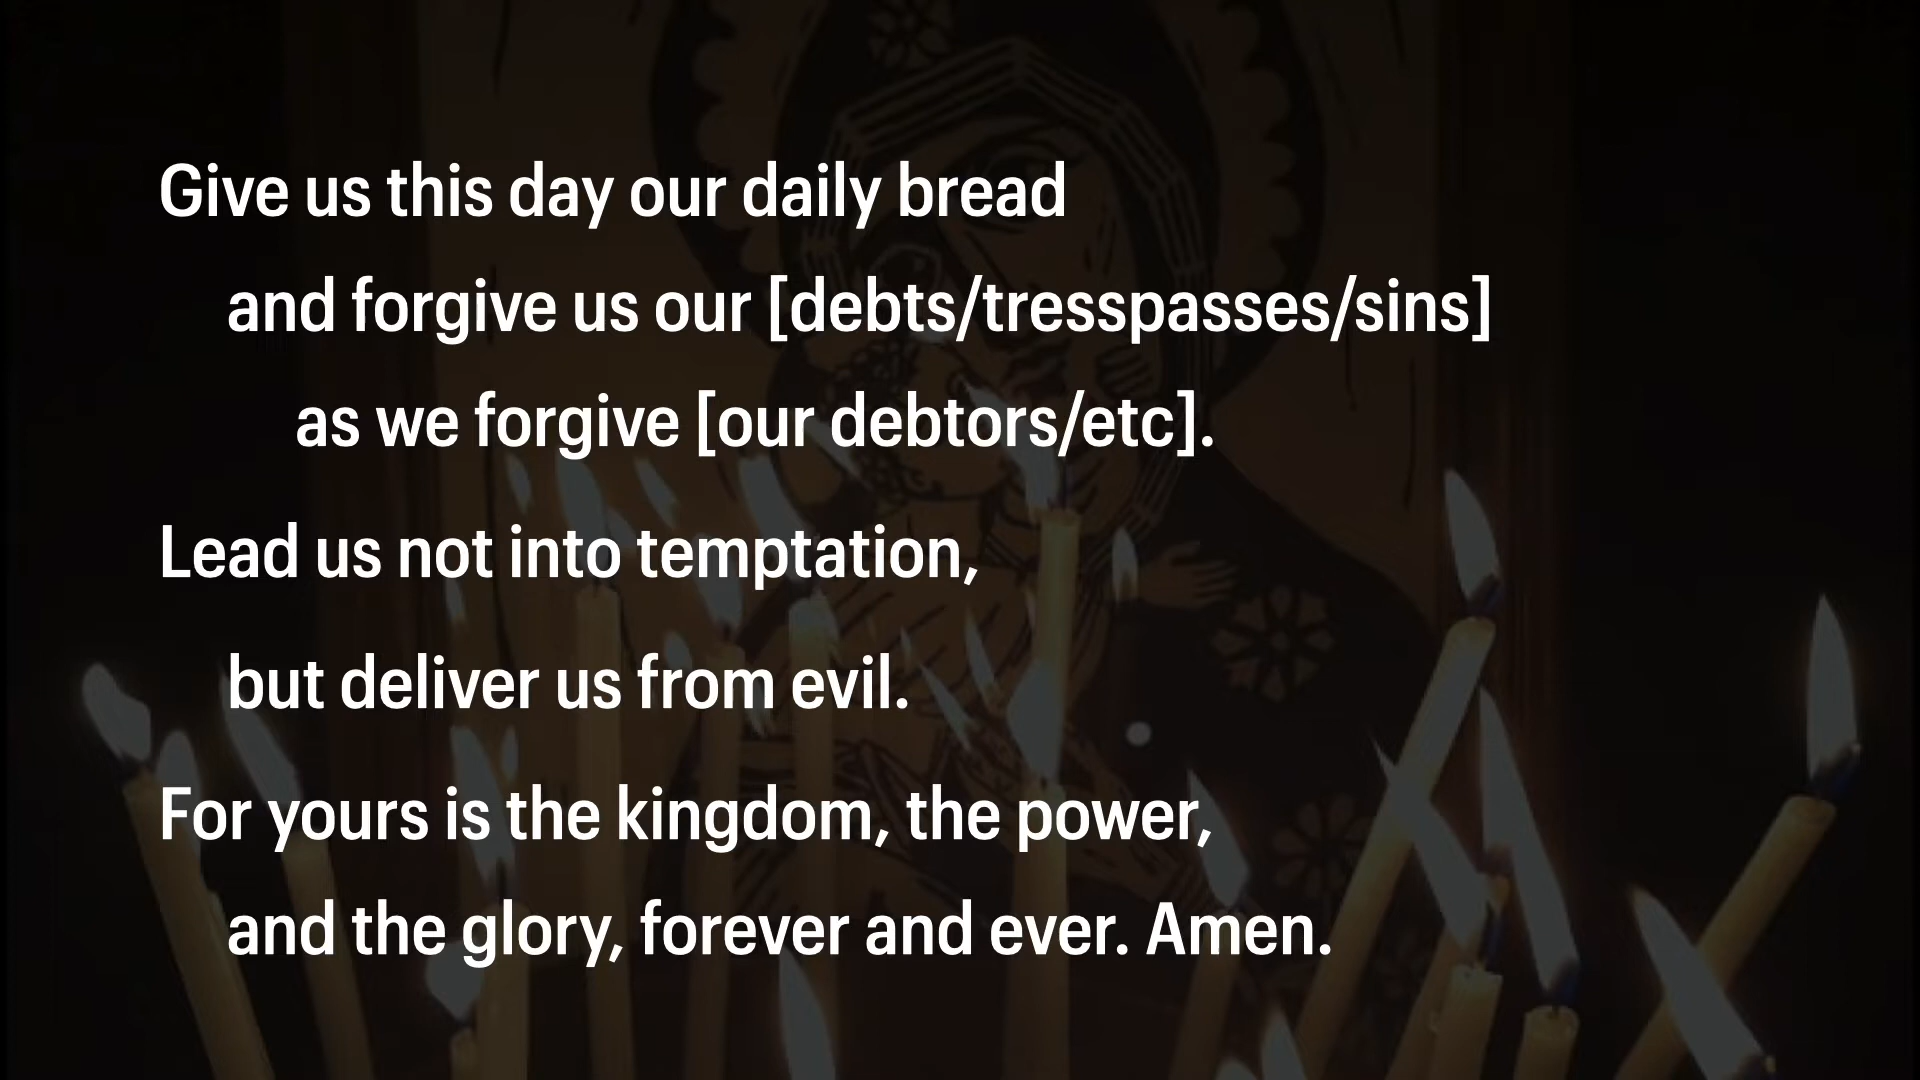 Give us this day our daily bread
and forgive us our [debts/tresspasses/sins]
as we forgive [our debtors/etc].
Lead us not into temptation,
but deliver us from evil.
For yours is the kingdom, the power,
and the glory, forever and ever. Amen.